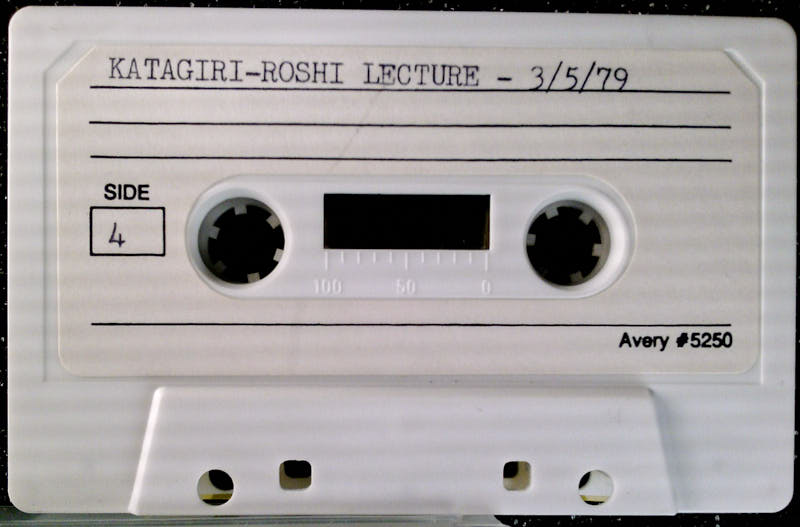 KATAGIRI-ROSHI LECTURE - 3/5/79
SIDE
4
100 50 0
Avery #5250